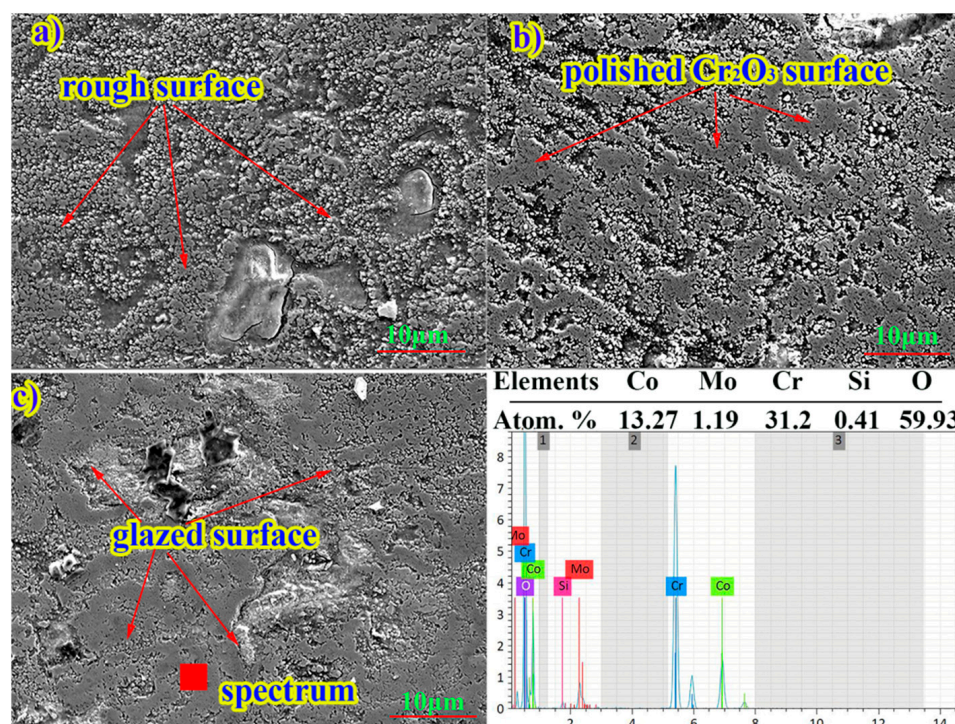 a)
rough surface
10μm
b)
polished Cr₂O₃ surface
10μm
c)
glazed surface
spectrum
10μm
Elements Co Mo Cr Si O
Atom. % 13.27 1.19 31.2 0.41 59.93
1 2 3
8
7
6
5
4
3
2
1
0
Mo
Cr
Co
O
Si
Mo
Cr
Co
2 4 6 8 10 12 14